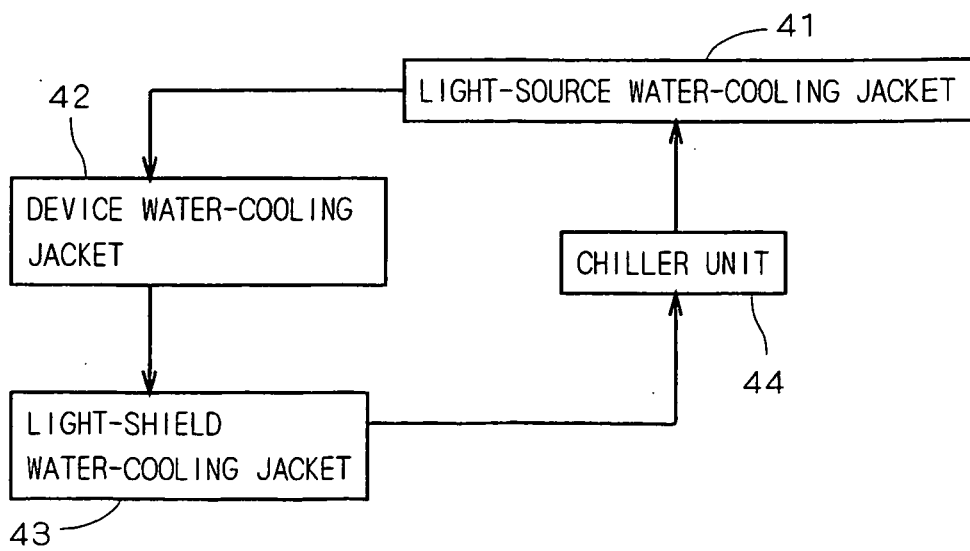 41
LIGHT-SOURCE WATER-COOLING JACKET
42
DEVICE WATER-COOLING
JACKET
CHILLER UNIT
44
LIGHT-SHIELD
WATER-COOLING JACKET
43